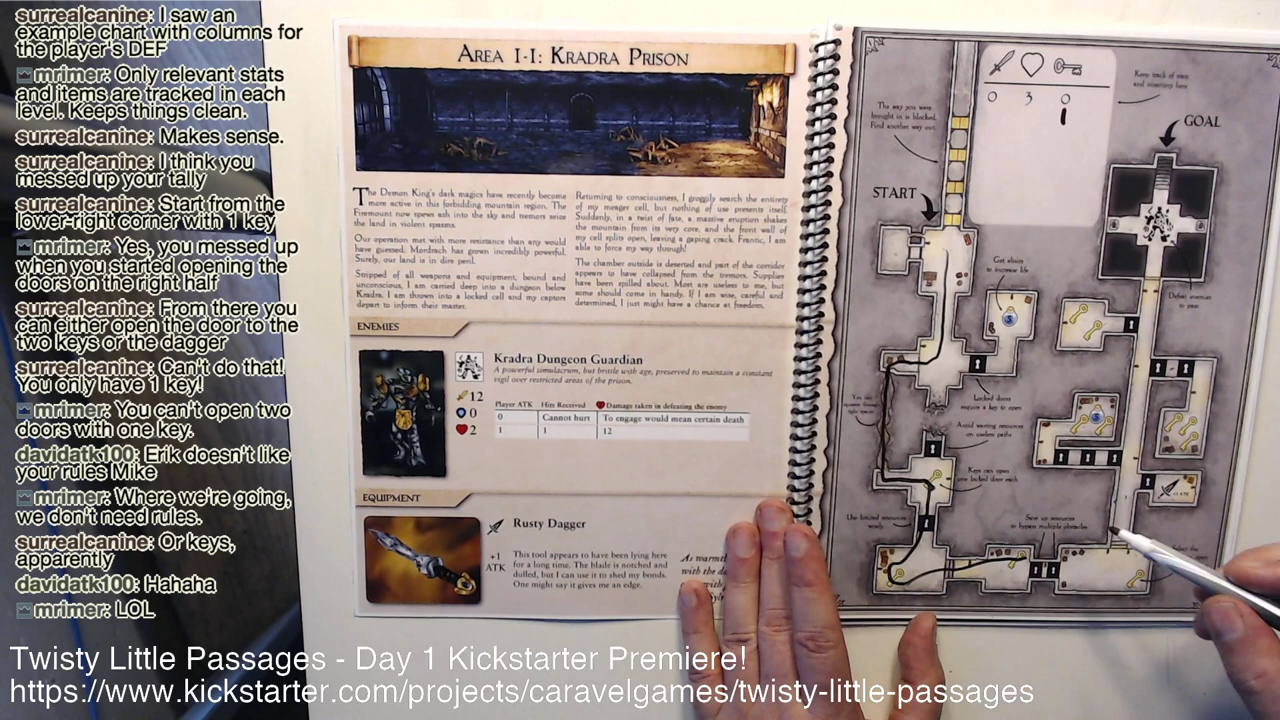 surrealcanine: I saw an
example chart with columns for
the player's DEF
mrimer: Only relevant stats
and items are tracked in each
level. Keeps things clean.
surrealcanine: Makes sense.
surrealcanine: I think you
messed up your tally
surrealcanine: Start from the
lower-right corner with 1 key
mrimer: Yes, you messed up
when you started opening the
doors on the right half
surrealcanine: From there you
can either open the door to the
two keys or the dagger
surrealcanine: Can't do that!
You only have 1 key!
mrimer: You can't open two
doors with one key.
davidatk100: Erik doesn't like
your rules Mike
mrimer: Where we're going,
we don't need rules.
surrealcanine: Or keys,
apparently
davidatk100: Hahaha
mrimer: LOL
AREA 1-1: KRADRA PRISON
The Demon King's dark magics have recently become
more active in this forbidding mountain region. The
Firemount now spews ash into the sky and tremors seize
the land in violent spasms.
Our operation met with more resistance than any would
have guessed. Mordrach has grown incredibly powerful.
Surely, our land is in dire peril.
Stripped of all weapons and equipment, bound and
unconscious, I am carried deep into a dungeon below
Kradra. I am thrown into a locked cell and my captors
depart to inform their master.
Returning to consciousness, I groggily search the entirety
of my meager cell, but nothing of use presents itself.
Suddenly, in a twist of fate, a massive eruption shakes
the mountain from its very core, and the front wall of
my cell splits open, leaving a gaping crack. Frantic, I am
able to force my way through!
The chamber outside is deserted and part of the corridor
appears to have collapsed from the tremors. Supplies
have been spilled about. Most are useless to me, but
some should come in handy. If I am wise, careful and
determined, I just might have a chance at freedom.
ENEMIES
Kradra Dungeon Guardian
A powerful simulacrum, but brittle with age, preserved to maintain a constant
vigil over restricted areas of the prison.
12
0
2
Player ATK Hits Received Damage taken in defeating the enemy
0 Cannot hurt To engage would mean certain death
1 1 12
EQUIPMENT
Rusty Dagger
+1
ATK
This tool appears to have been lying here
for a long time. The blade is notched and
dulled, but I can use it to shed my bonds.
One might say it gives me an edge.
As warmt
with the da
with
0 3 0
1
Keep track of stats
and inventory here
The way you were
brought in is blocked.
Find another way out.
START
GOAL
Get elixirs
to increase life
Defeat enemies
to pass
Locked doors
require a key to open
Avoid wasting resources
on useless paths
Keys can open
one locked door each
Use limited resources
wisely
Save up resources
to bypass multiple obstacles
Twisty Little Passages - Day 1 Kickstarter Premiere!
https://www.kickstarter.com/projects/caravelgames/twisty-little-passages